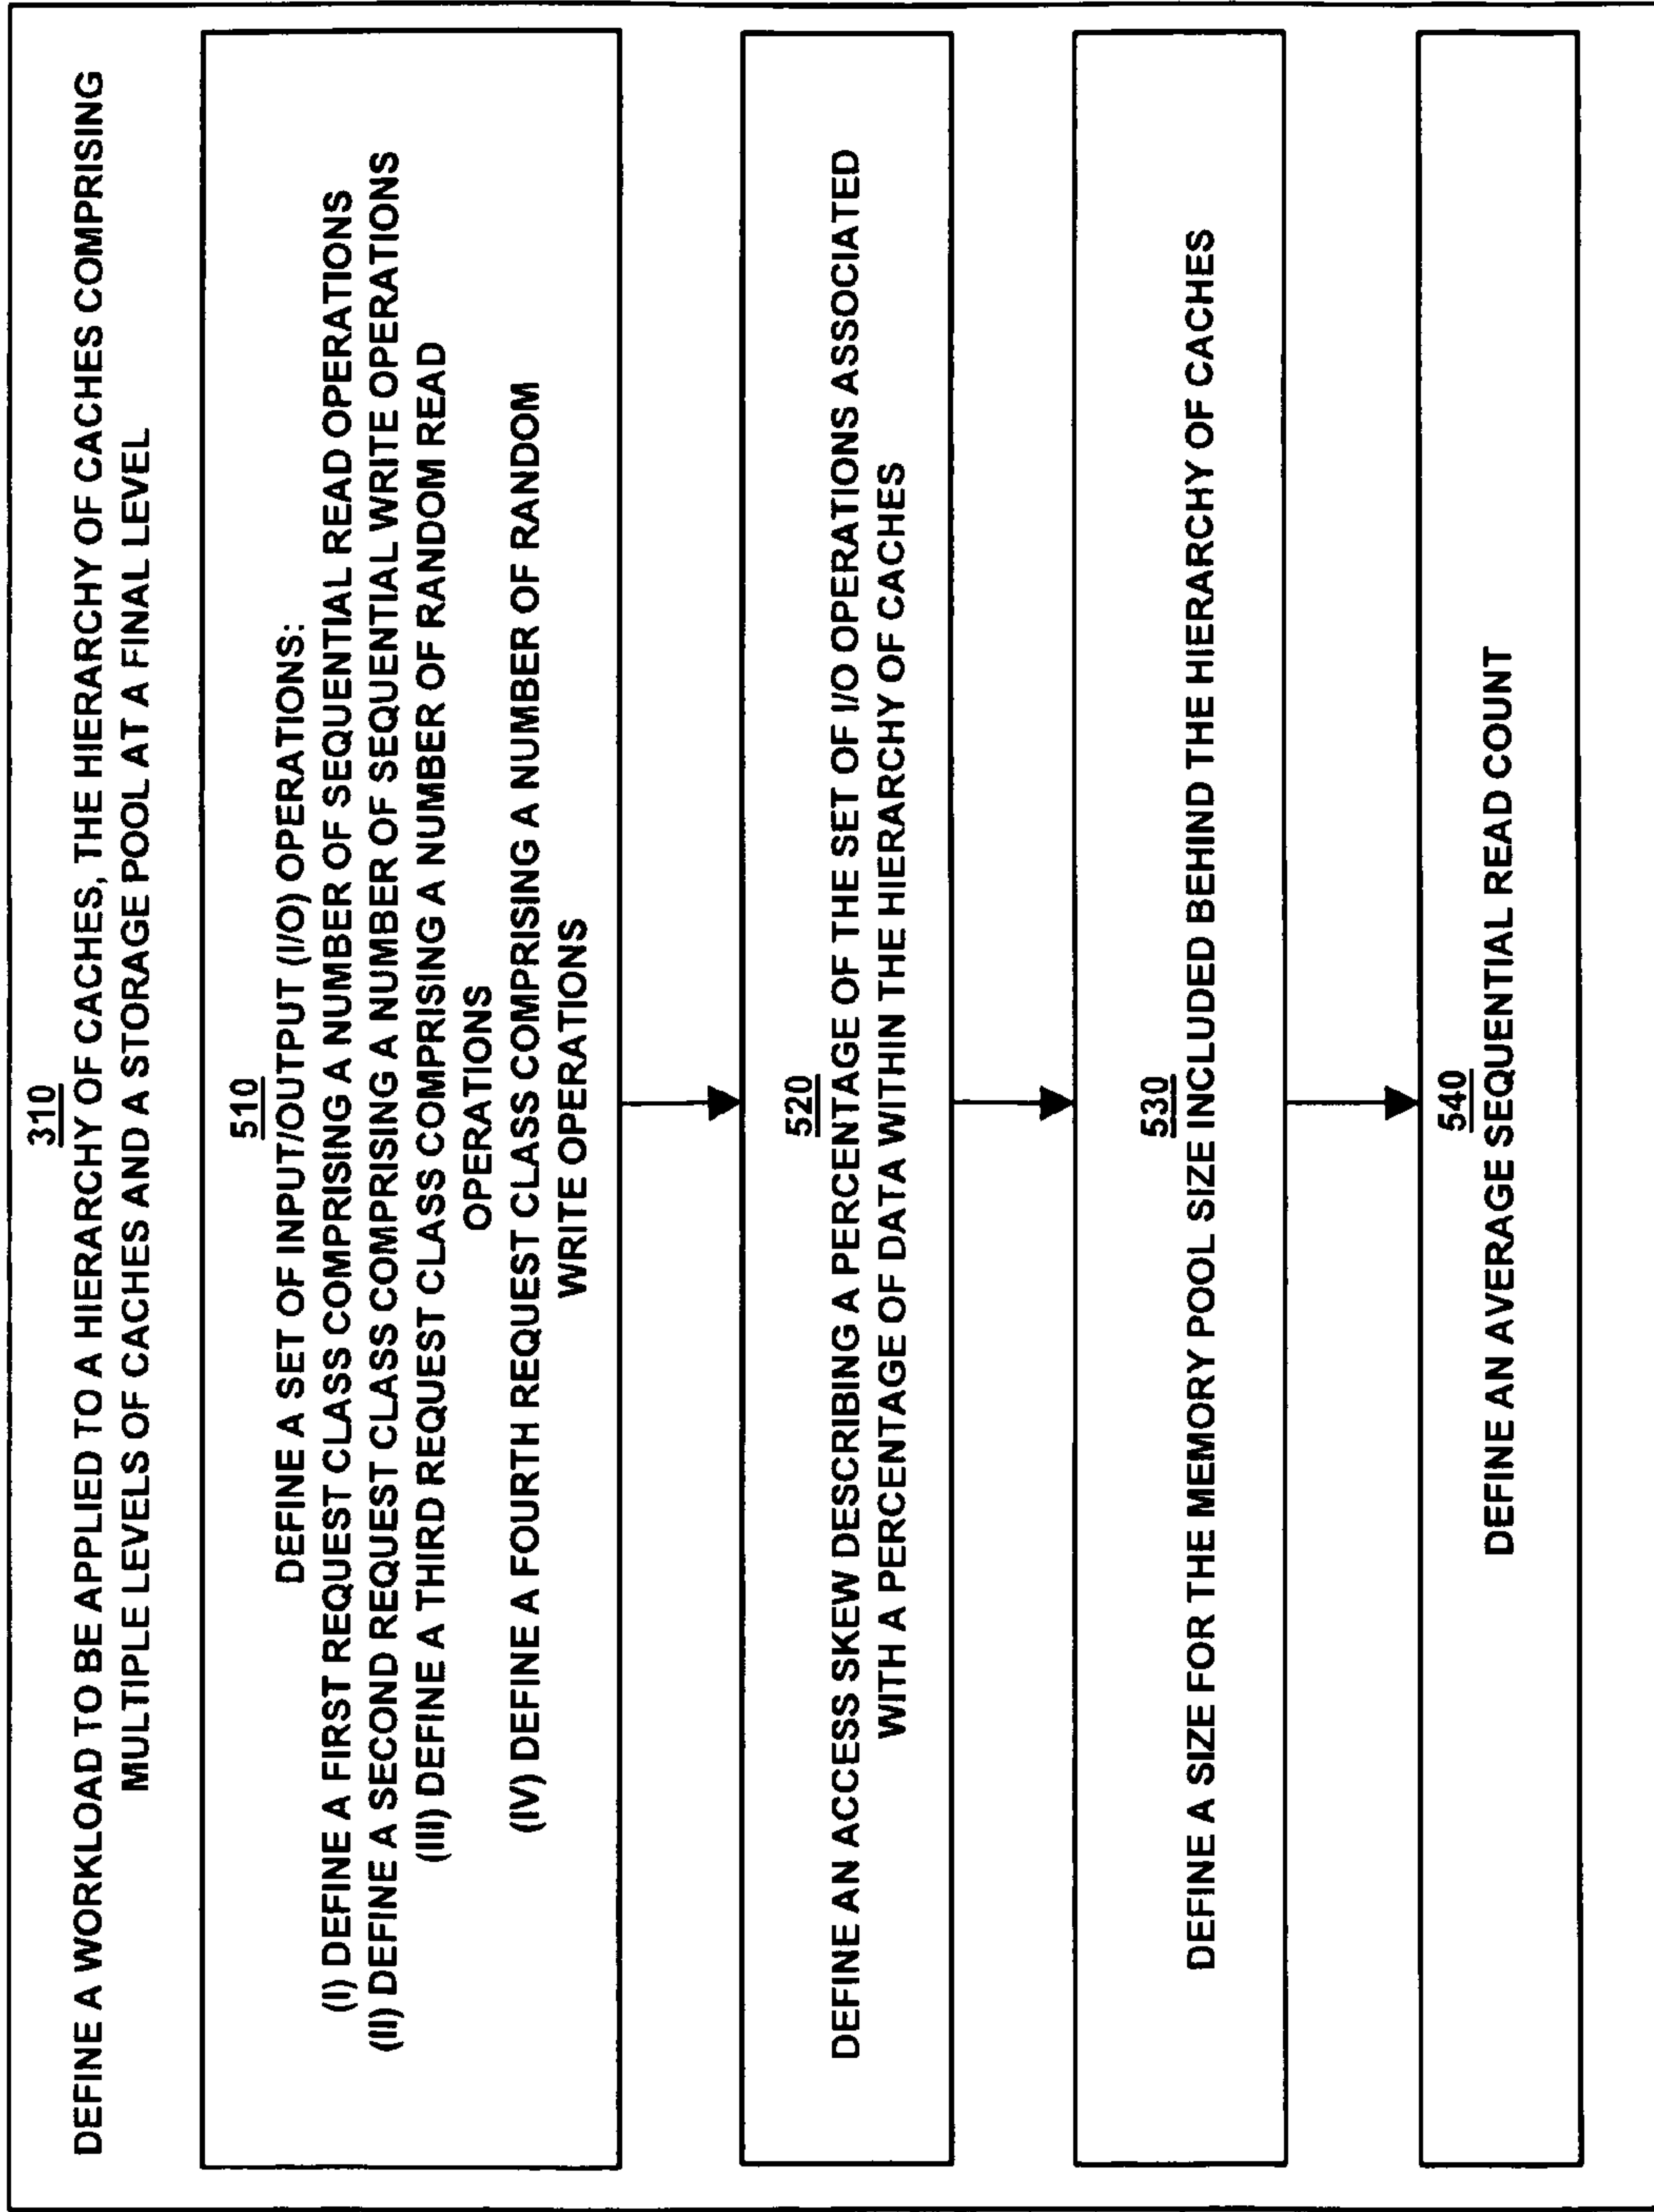 310
DEFINE A WORKLOAD TO BE APPLIED TO A HIERARCHY OF CACHES, THE HIERARCHY OF CACHES COMPRISING
MULTIPLE LEVELS OF CACHES AND A STORAGE POOL AT A FINAL LEVEL
510
DEFINE A SET OF INPUT/OUTPUT (I/O) OPERATIONS:
(I) DEFINE A FIRST REQUEST CLASS COMPRISING A NUMBER OF SEQUENTIAL READ OPERATIONS
(II) DEFINE A SECOND REQUEST CLASS COMPRISING A NUMBER OF SEQUENTIAL WRITE OPERATIONS
(III) DEFINE A THIRD REQUEST CLASS COMPRISING A NUMBER OF RANDOM READ
OPERATIONS
(IV) DEFINE A FOURTH REQUEST CLASS COMPRISING A NUMBER OF RANDOM
WRITE OPERATIONS
520
DEFINE AN ACCESS SKEW DESCRIBING A PERCENTAGE OF THE SET OF I/O OPERATIONS ASSOCIATED
WITH A PERCENTAGE OF DATA WITHIN THE HIERARCHY OF CACHES
530
DEFINE A SIZE FOR THE MEMORY POOL SIZE INCLUDED BEHIND THE HIERARCHY OF CACHES
540
DEFINE AN AVERAGE SEQUENTIAL READ COUNT